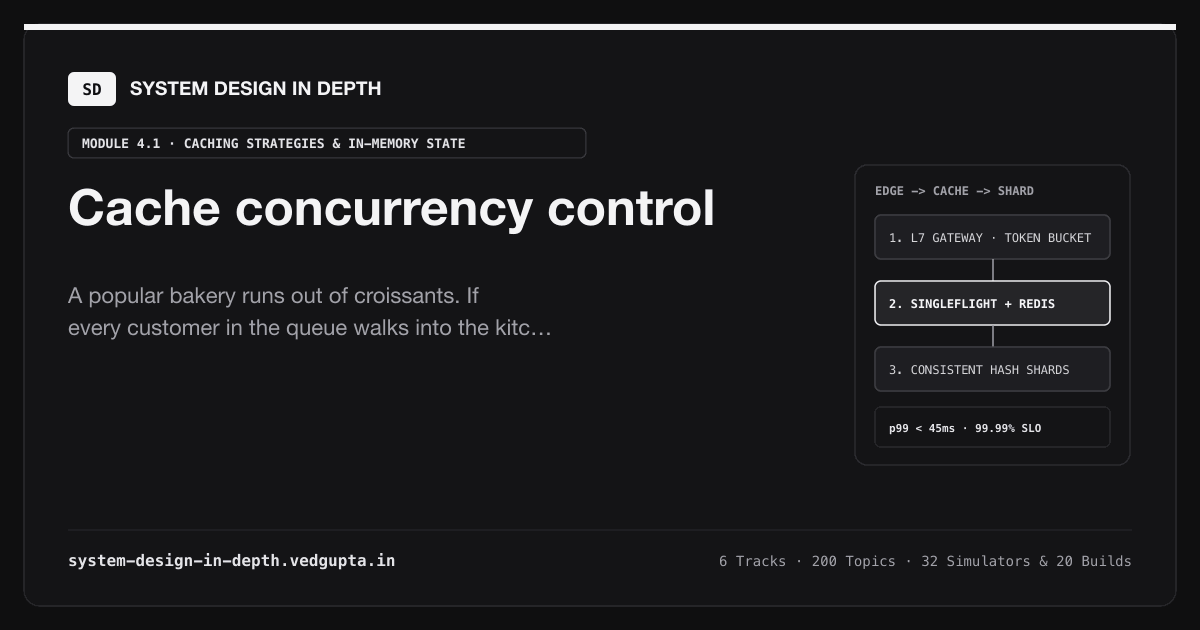 SD
SYSTEM DESIGN IN DEPTH
MODULE 4.1 · CACHING STRATEGIES & IN-MEMORY STATE
Cache concurrency control
A popular bakery runs out of croissants. If
every customer in the queue walks into the kitc…
EDGE -> CACHE -> SHARD
1. L7 GATEWAY · TOKEN BUCKET
2. SINGLEFLIGHT + REDIS
3. CONSISTENT HASH SHARDS
p99 < 45ms · 99.99% SLO
system-design-in-depth.vedgupta.in
6 Tracks · 200 Topics · 32 Simulators & 20 Builds